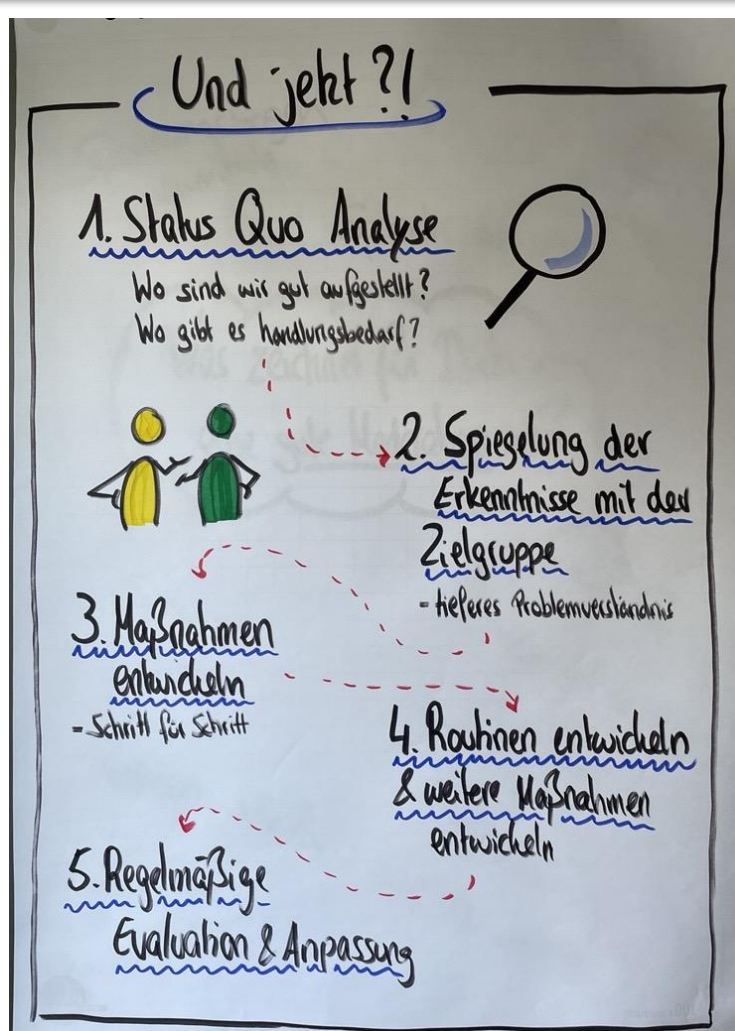 Und jetzt?!
1. Status Quo Analyse
Wo sind wir gut aufgestellt?
Wo gibt es handlungsbedarf?
2. Spiegelung der
Erkenntnisse mit der
Zielgruppe
- tieferes Problemverständnis
3. Maßnahmen
entwickeln
- Schritt für Schritt
4. Routinen entwickeln
& weitere Maßnahmen
entwickeln
5. Regelmäßige
Evaluation & Anpassung